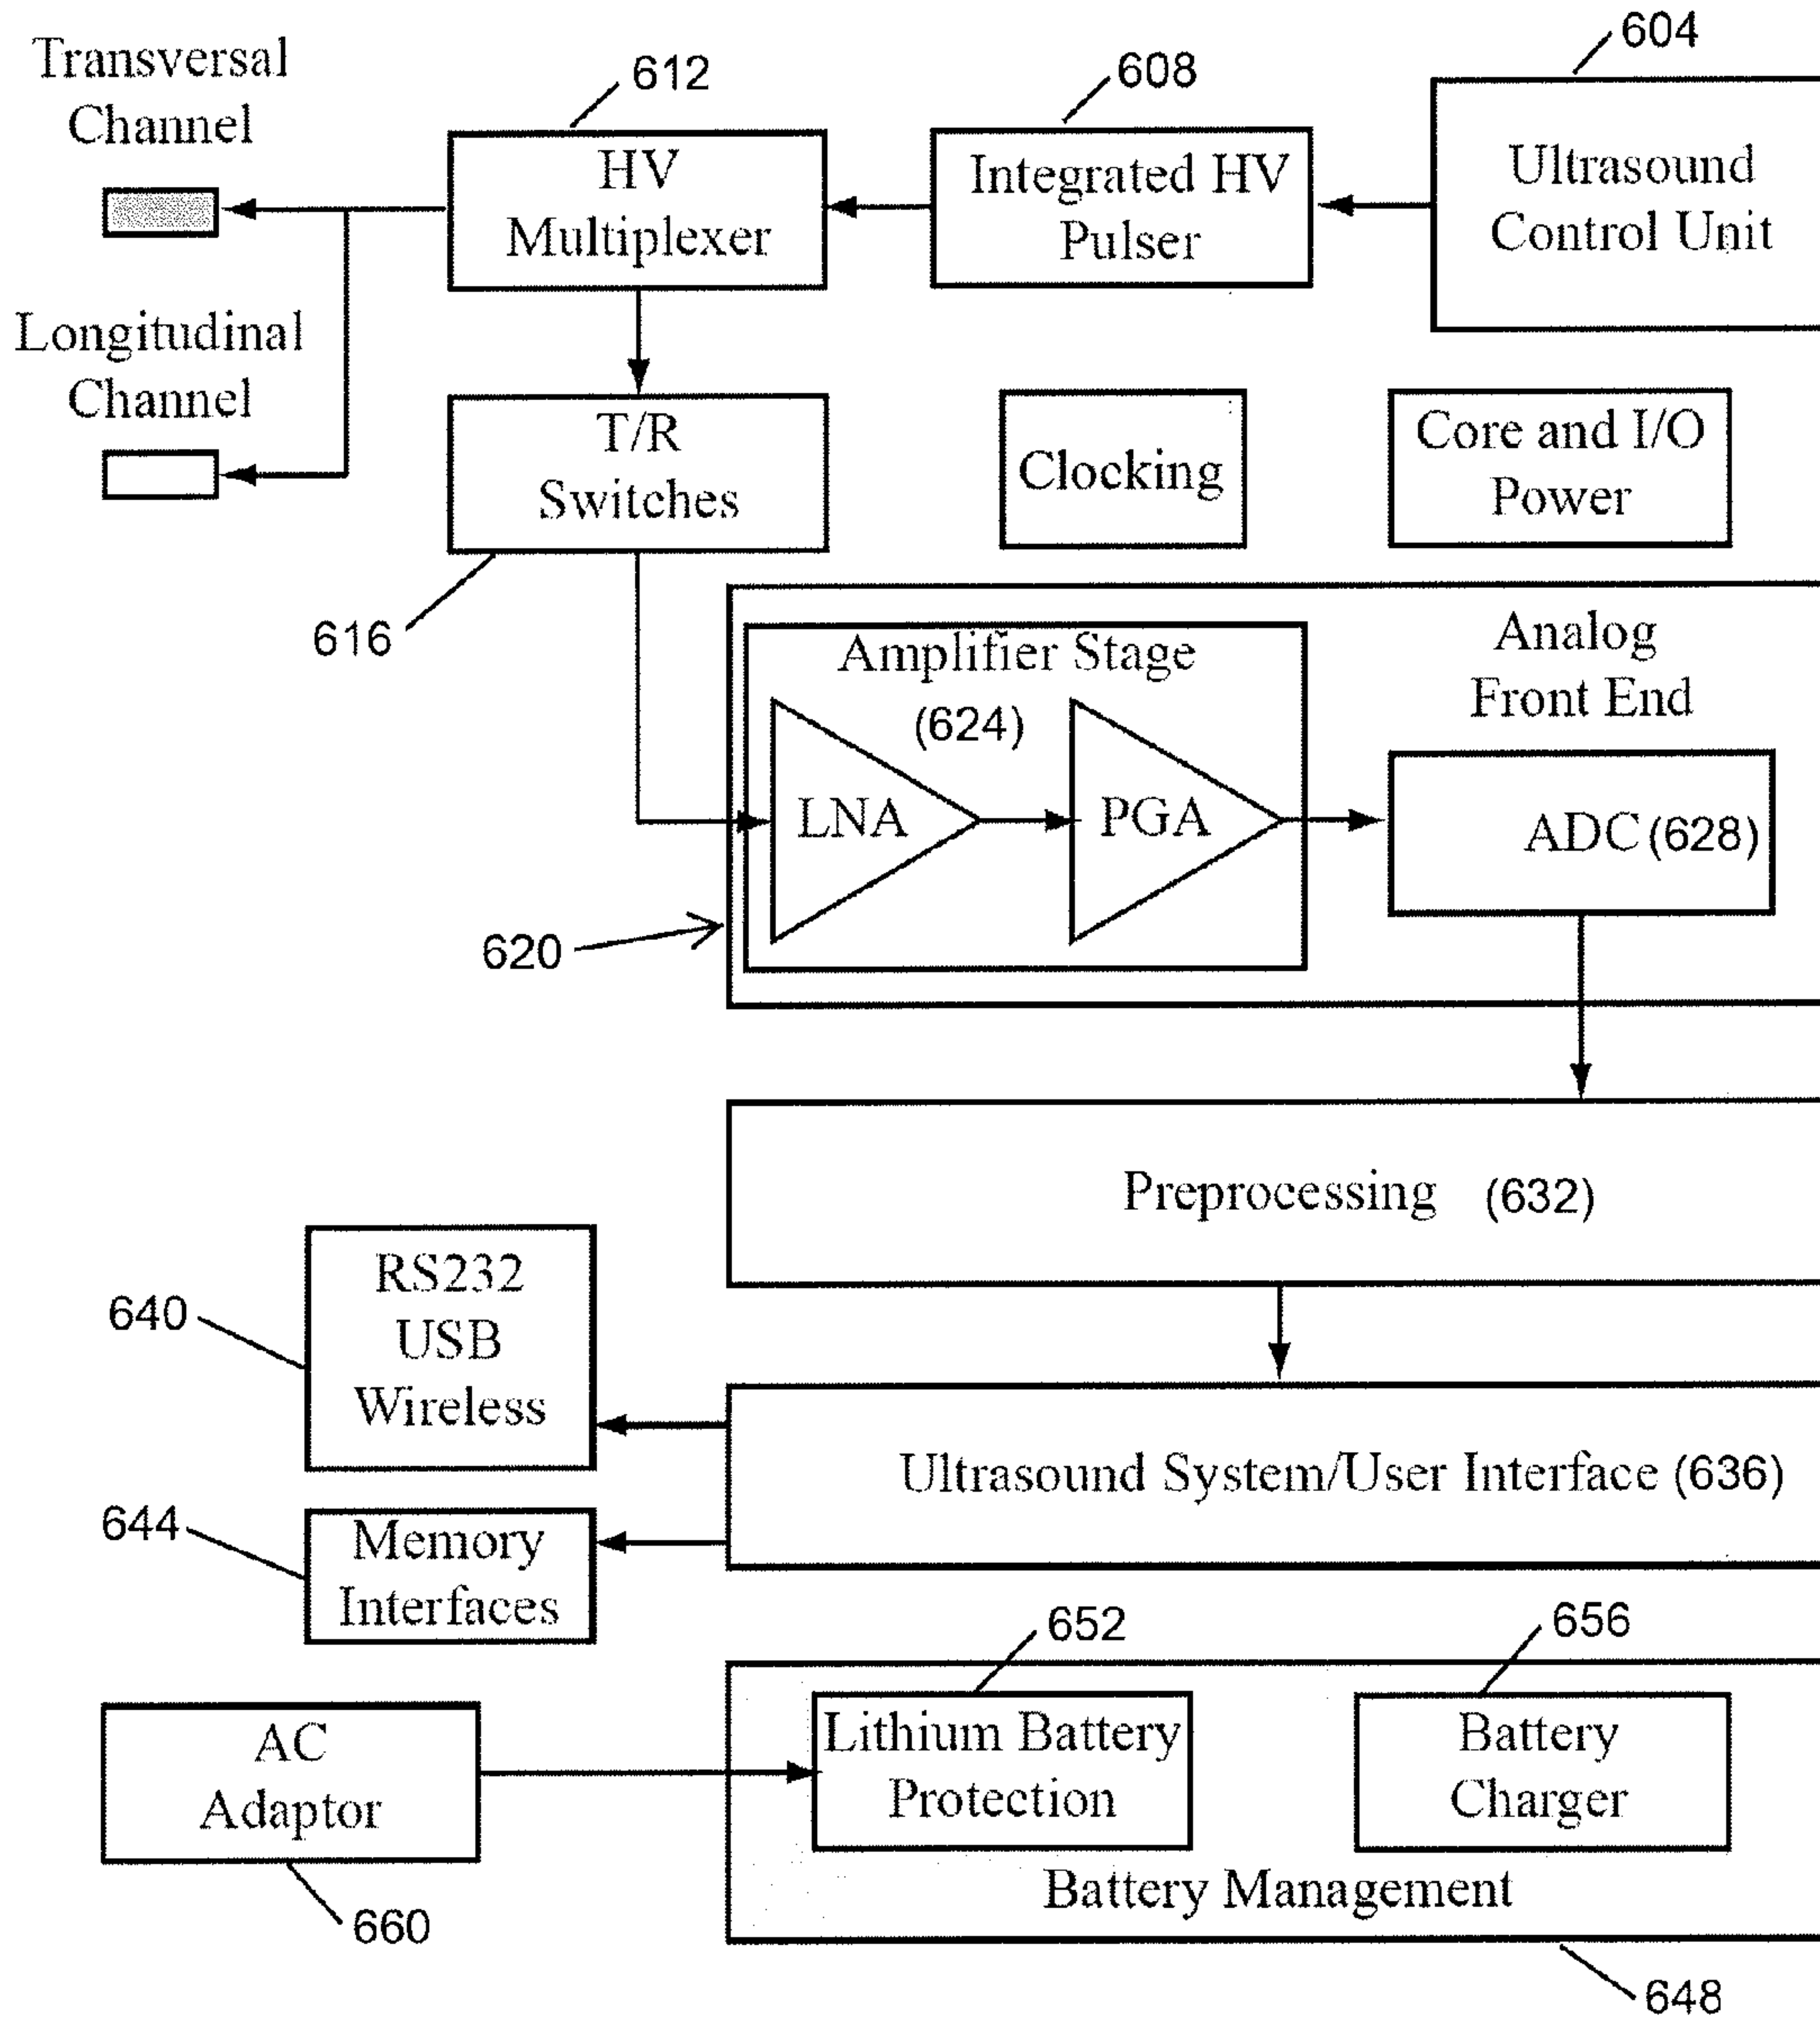 604
608
612
Transversal
Channel
HV
Multiplexer
Integrated HV
Pulser
Ultrasound
Control Unit
Longitudinal
Channel
T/R
Switches
Clocking
Core and I/O
Power
616
Amplifier Stage
(624)
Analog
Front End
LNA
PGA
ADC (628)
620
Preprocessing (632)
RS232
USB
Wireless
640
Ultrasound System/User Interface (636)
644
Memory
Interfaces
652
656
AC
Adaptor
Lithium Battery
Protection
Battery
Charger
Battery Management
660
648